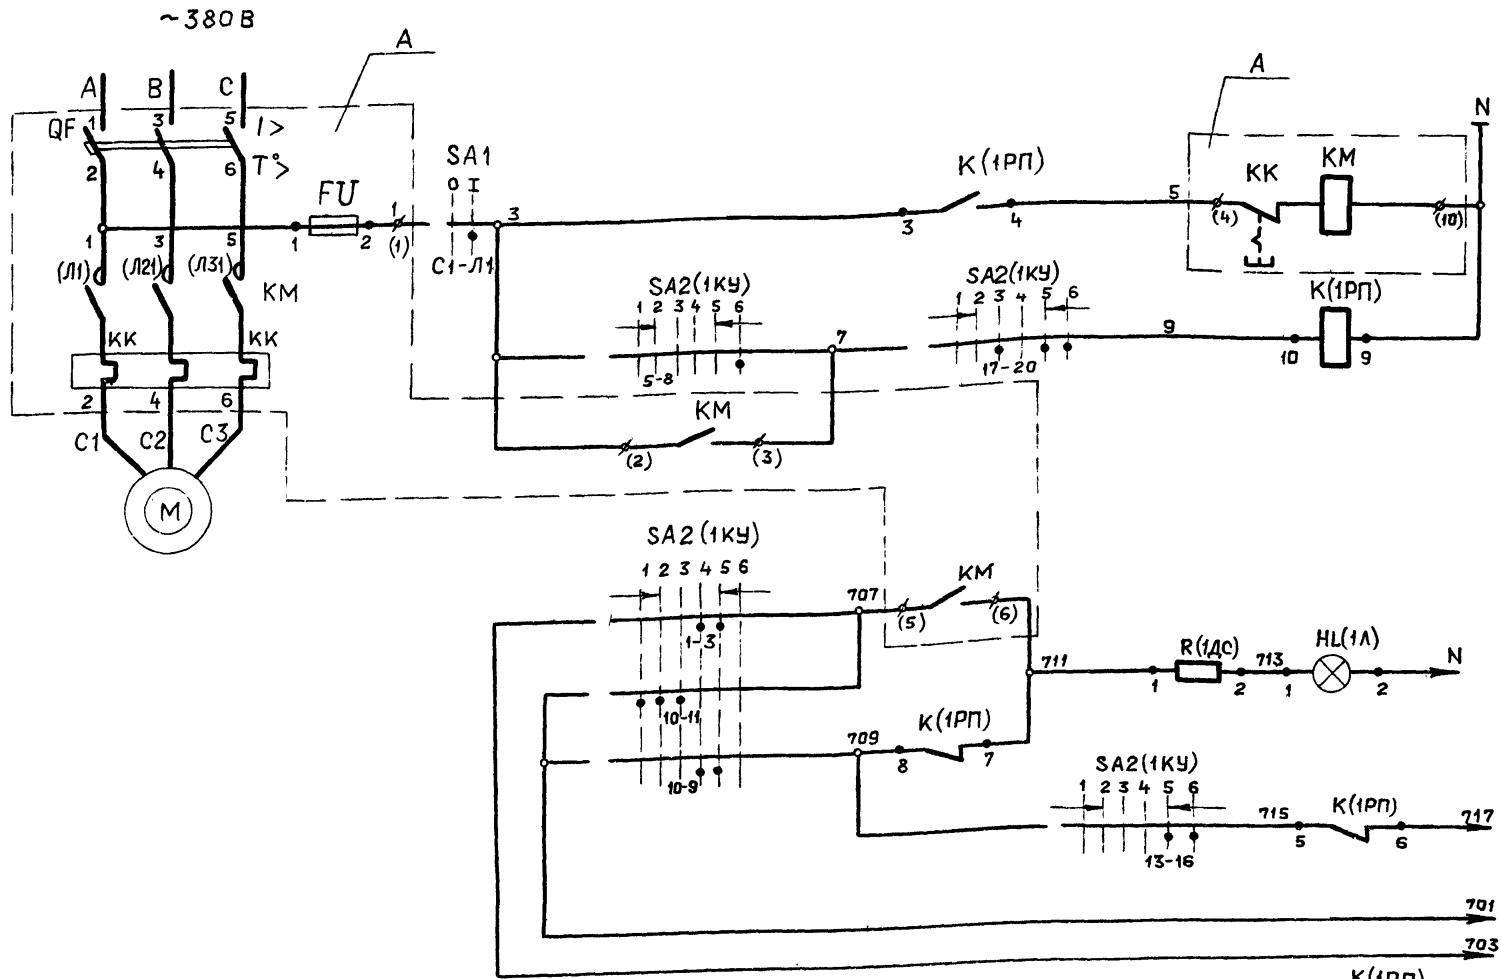 ~380В
А
А В С
А
N
QF 1 3 5 I>
2 4 6 T°>
SA1
О I
К(1РП)
КК КМ
FU
1 3 5
1 2
1
(1)
3
3 4
5
(4)
(10)
С1-Л1
(Л1) (Л21) (Л31) КМ
SA2(1КУ)
1 2 3 4 5 6
5-8
7
SA2(1КУ)
1 2 3 4 5 6
17-20
9
К(1РП)
10 9
КК КК
2 4 6
С1 С2 С3
М
КМ
(2) (3)
SA2(1КУ)
1 2 3 4 5 6
1-3
10-11
10-9
707
КМ
(5) (6)
711
R(1ДС)
1 2
713
HL(1Л)
1 2
N
709
К(1РП)
8 7
SA2(1КУ)
1 2 3 4 5 6
13-16
715
К(1РП)
5 6
717
701
703
К(1РП)